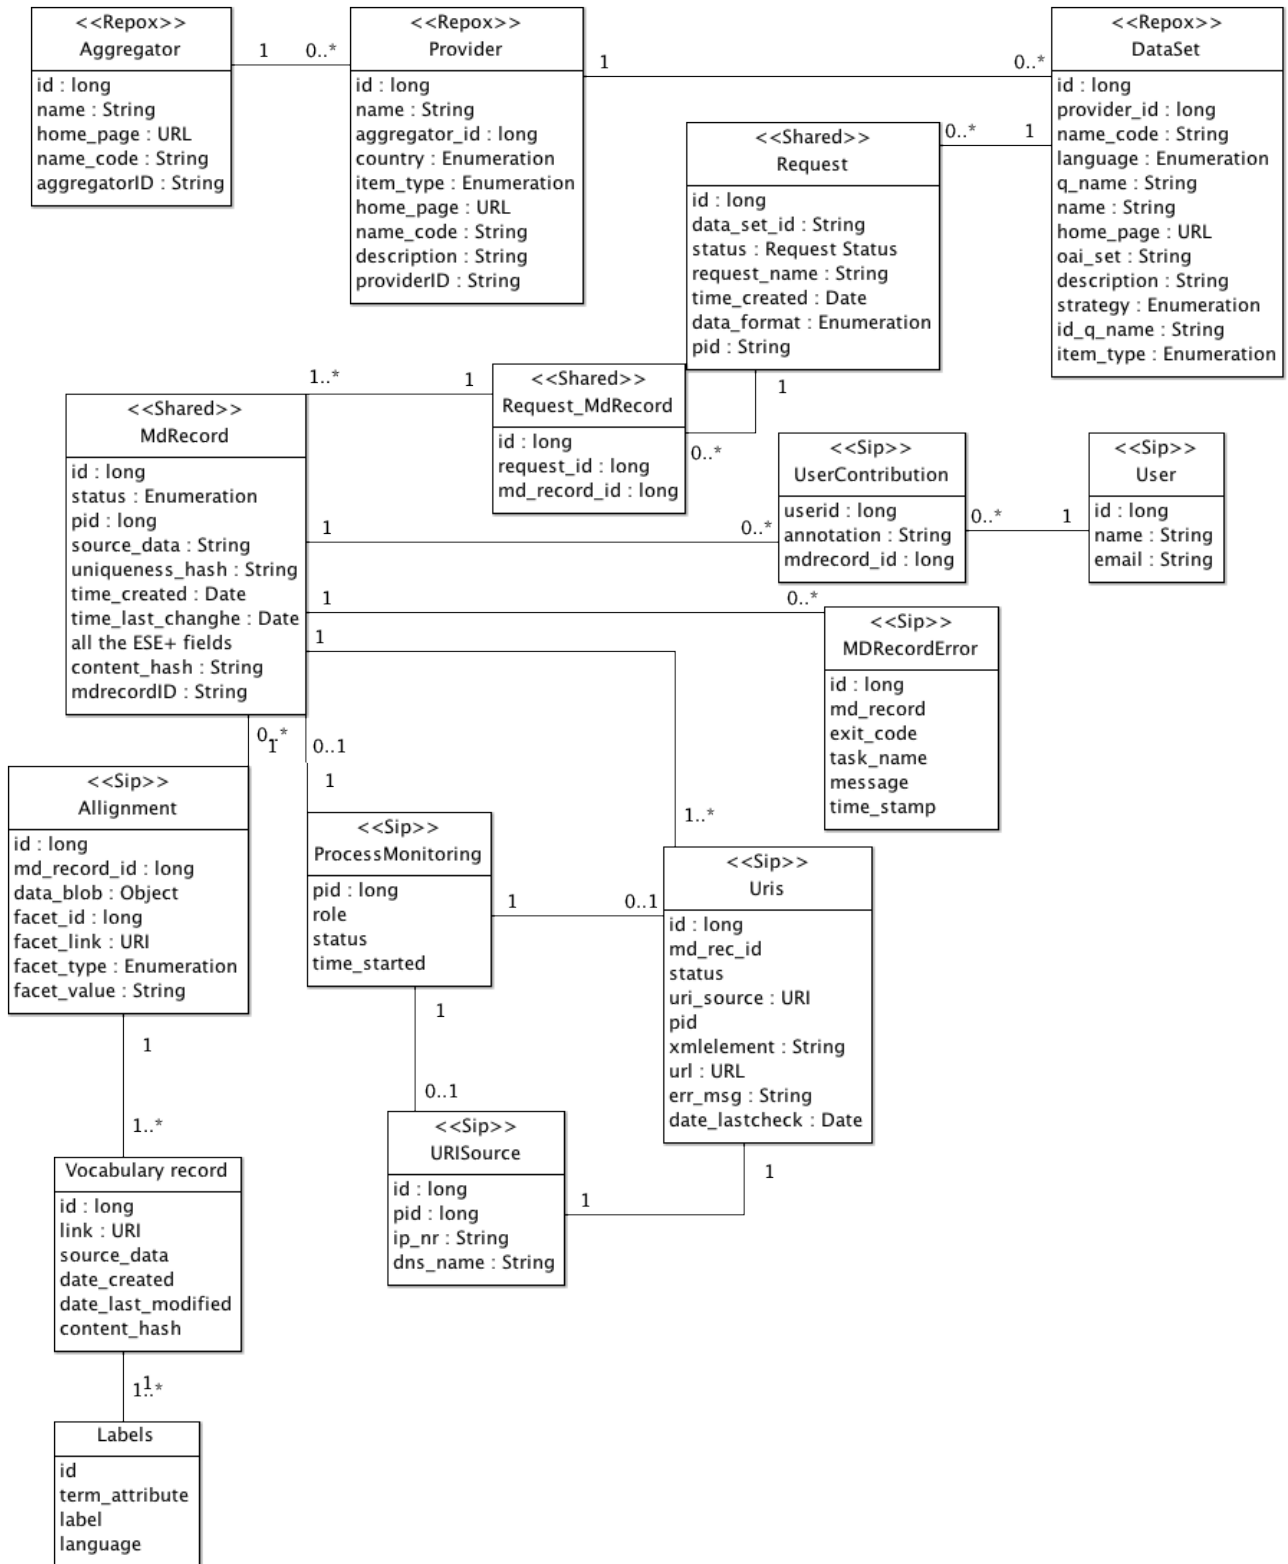 <<Repox>>
Aggregator
id : long
name : String
home_page : URL
name_code : String
aggregatorID : String
1
0..*
<<Repox>>
Provider
id : long
name : String
aggregator_id : long
country : Enumeration
item_type : Enumeration
home_page : URL
name_code : String
description : String
providerID : String
1
0..*
<<Repox>>
DataSet
id : long
provider_id : long
name_code : String
language : Enumeration
q_name : String
name : String
home_page : URL
oai_set : String
description : String
strategy : Enumeration
id_q_name : String
item_type : Enumeration
0..*
1
<<Shared>>
Request
id : long
data_set_id : String
status : Request Status
request_name : String
time_created : Date
data_format : Enumeration
pid : String
1
0..*
1..*
1
<<Shared>>
Request_MdRecord
id : long
request_id : long
md_record_id : long
<<Shared>>
MdRecord
id : long
status : Enumeration
pid : long
source_data : String
uniqueness_hash : String
time_created : Date
time_last_changhe : Date
all the ESE+ fields
content_hash : String
mdrecordID : String
1
0..*
<<Sip>>
UserContribution
userid : long
annotation : String
mdrecord_id : long
0..*
1
<<Sip>>
User
id : long
name : String
email : String
1
0..*
<<Sip>>
MDRecordError
id : long
md_record
exit_code
task_name
message
time_stamp
1
1..*
0..*
1
0..1
1
<<Sip>>
Allignment
id : long
md_record_id : long
data_blob : Object
facet_id : long
facet_link : URI
facet_type : Enumeration
facet_value : String
<<Sip>>
ProcessMonitoring
pid : long
role
status
time_started
1
0..1
<<Sip>>
Uris
id : long
md_rec_id
status
uri_source : URI
pid
xmlelement : String
url : URL
err_msg : String
date_lastcheck : Date
1
0..1
1
1..*
<<Sip>>
URISource
id : long
pid : long
ip_nr : String
dns_name : String
1
1
Vocabulary record
id : long
link : URI
source_data
date_created
date_last_modified
content_hash
1
1..*
Labels
id
term_attribute
label
language